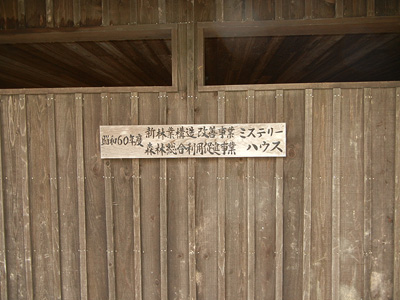 昭和60年度
新林業構造改善事業
森林総合利用促進事業
ミステリー
ハウス